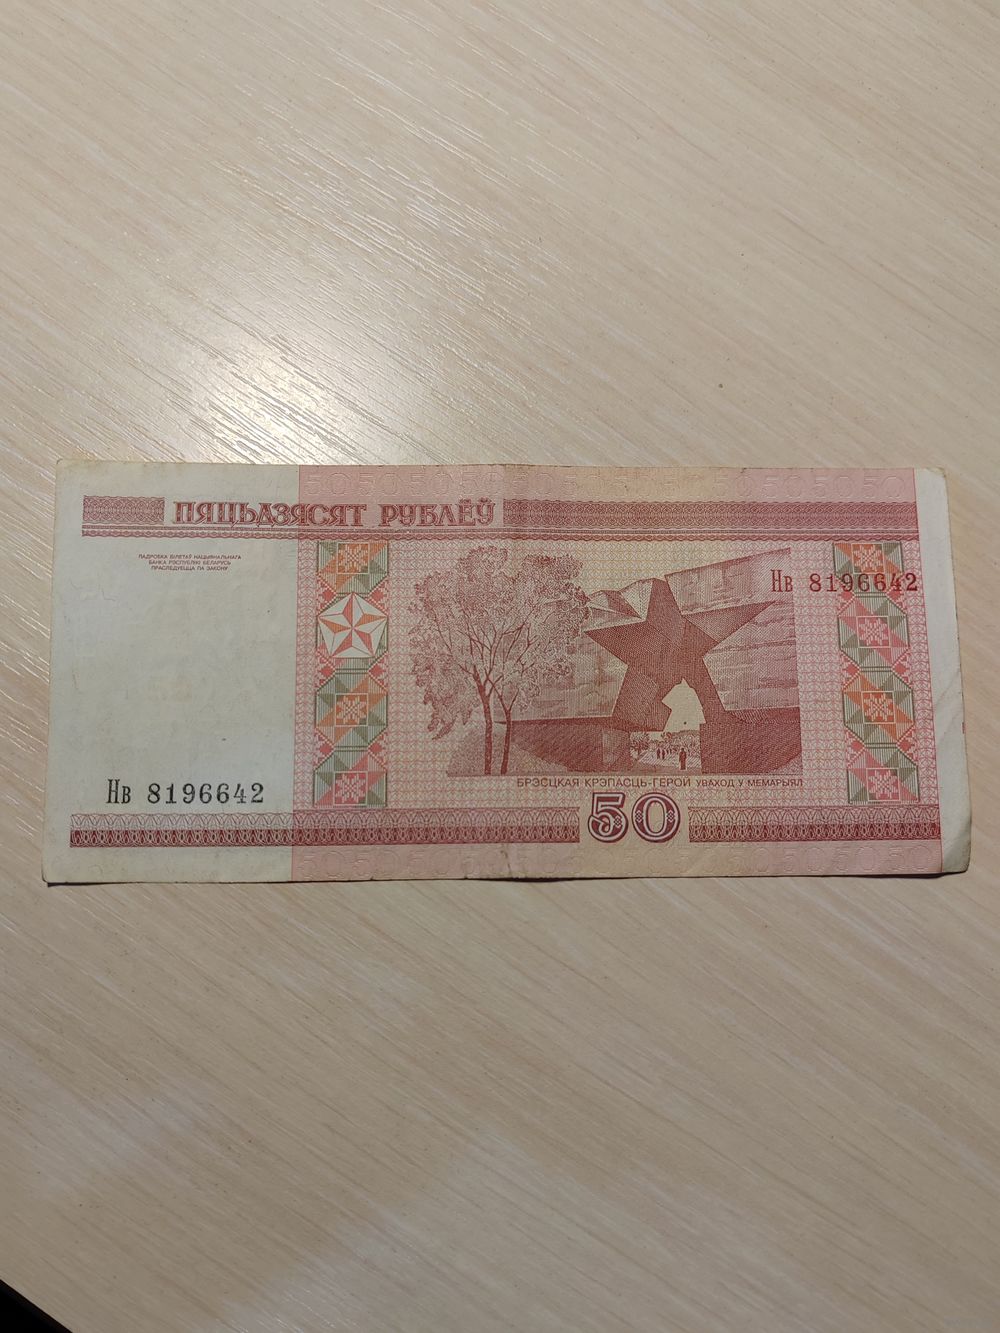 ПЯЦЬДЗЯСЯТ РУБЛЁЎ
ПАДРОБКА БІЛЕТАЎ НАЦЫЯНАЛЬНАГА
БАНКА РЭСПУБЛІКІ БЕЛАРУСЬ
ПРАСЛЕДУЕЦЦА ПА ЗАКОНУ
Нв 8196642
Нв 8196642
БРЭСЦКАЯ КРЭПАСЦЬ-ГЕРОЙ УВАХОД У МЕМАРЫЯЛ
50